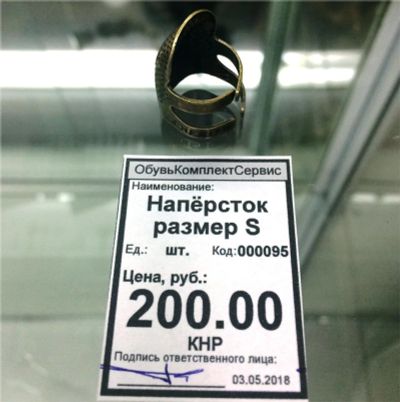 ОбувьКомплектСервис
Наименование:
Напёрсток
размер S
Ед.: шт. Код:000095
Цена, руб.:
200.00
КНР
Подпись ответственного лица:
03.05.2018